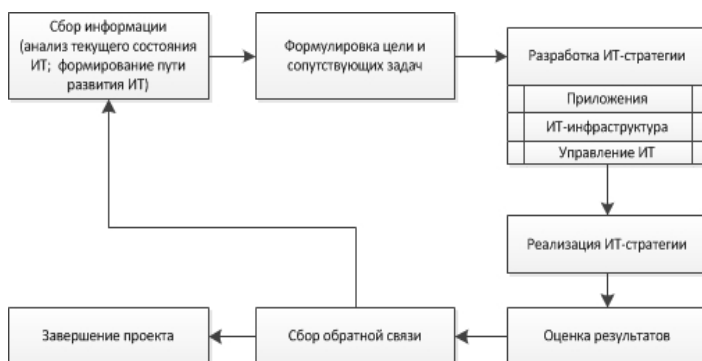 Сбор информации
(анализ текущего состояния
ИТ; формирование пути
развития ИТ)
Формулировка цели и
сопутствующих задач
Разработка ИТ-стратегии
Приложения
ИТ-инфраструктура
Управление ИТ
Реализация ИТ-стратегии
Оценка результатов
Сбор обратной связи
Завершение проекта